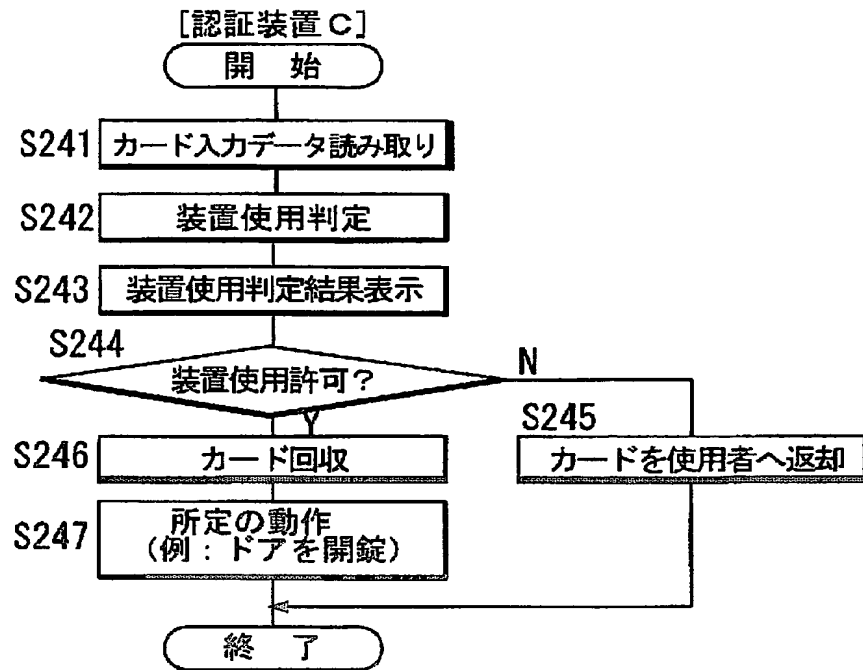 [認証装置C]
開 始
S241 カード入力データ読み取り
S242 装置使用判定
S243 装置使用判定結果表示
S244
装置使用許可?
N
Y
S245
S246 カード回収
カードを使用者へ返却
S247 所定の動作
(例:ドアを開錠)
終 了